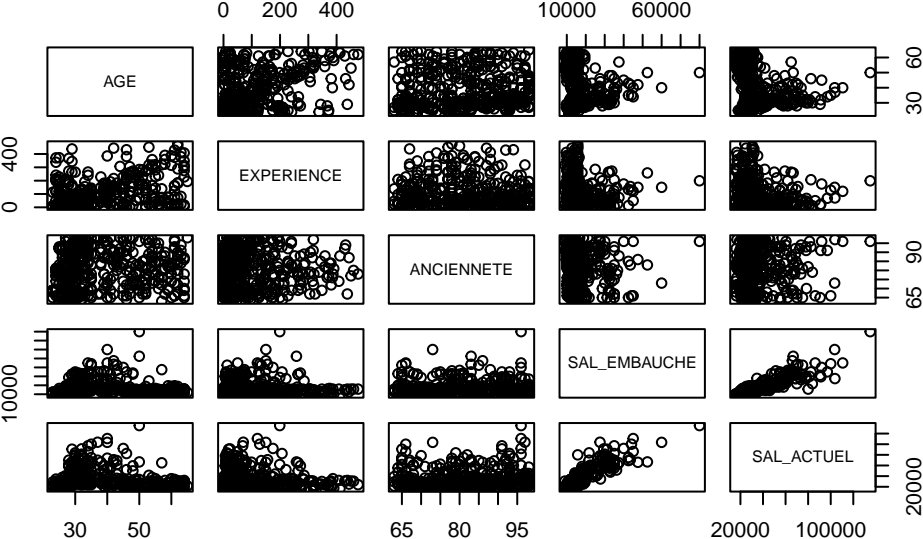 0 200 400 10000 60000
AGE 30 60
0 400 EXPERIENCE
ANCIENNETE 65 90
10000 SAL_EMBAUCHE
SAL_ACTUEL 20000
30 50 65 80 95 20000 100000